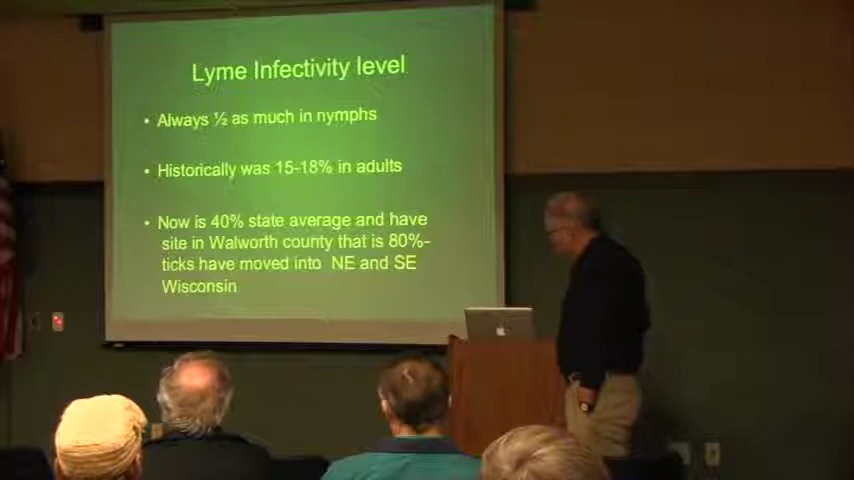 Lyme Infectivity level
• Always ½ as much in nymphs
• Historically was 15-18% in adults
• Now is 40% state average and have
site in Walworth county that is 80%-
ticks have moved into NE and SE
Wisconsin